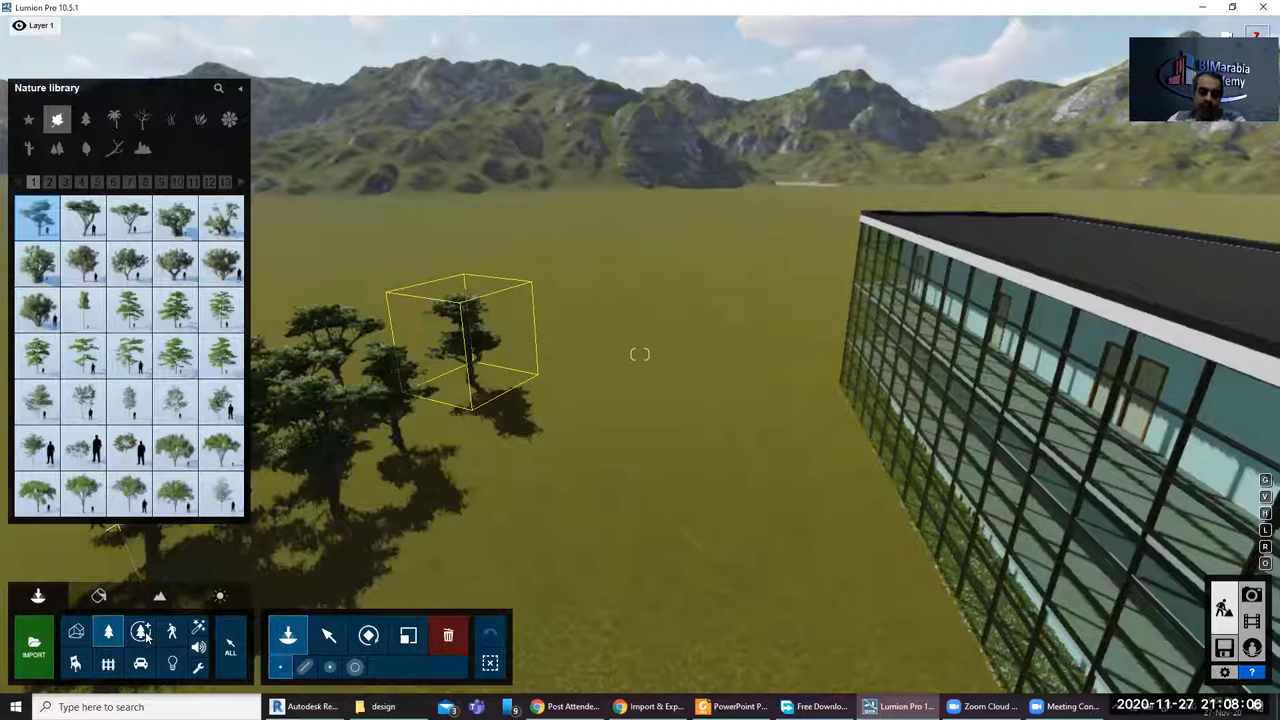 Lumion Pro 10.5.1
Layer 1
BIMarabia
Nature library
1 2 3 4 5 6 7 8 9 10 11 12 13
G
V
H
L
R
O
IMPORT
ALL
?
Type here to search
Autodesk Re...
design
3
9
Post Attende...
Import & Exp...
PowerPoint P...
Free Downlo...
Lumion Pro 1...
Zoom Cloud ...
Meeting Con...
2020-11-27 21:08:06